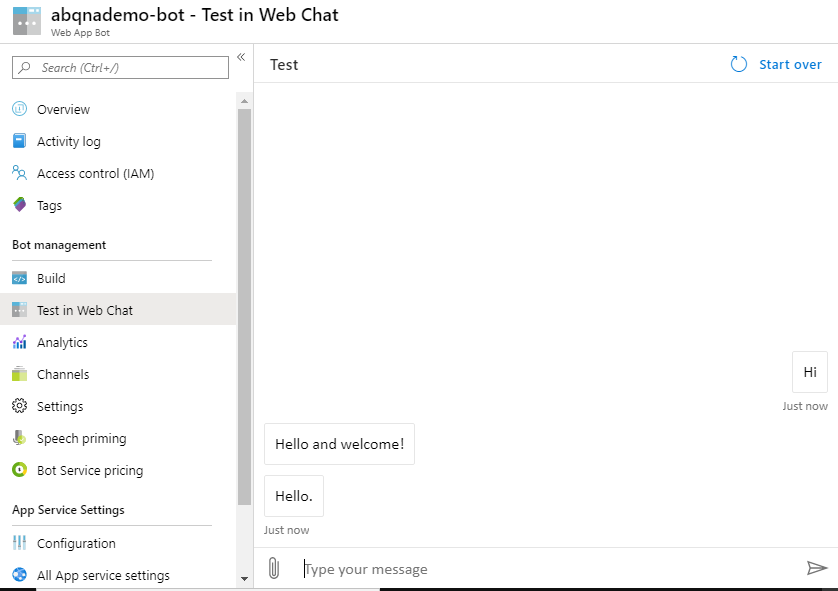 abqnademo-bot - Test in Web Chat
Web App Bot
Search (Ctrl+/)
Overview
Activity log
Access control (IAM)
Tags
Bot management
Build
Test in Web Chat
Analytics
Channels
Settings
Speech priming
Bot Service pricing
App Service Settings
Configuration
All App service settings
Test
Start over
Hi
Just now
Hello and welcome!
Hello.
Just now
Type your message